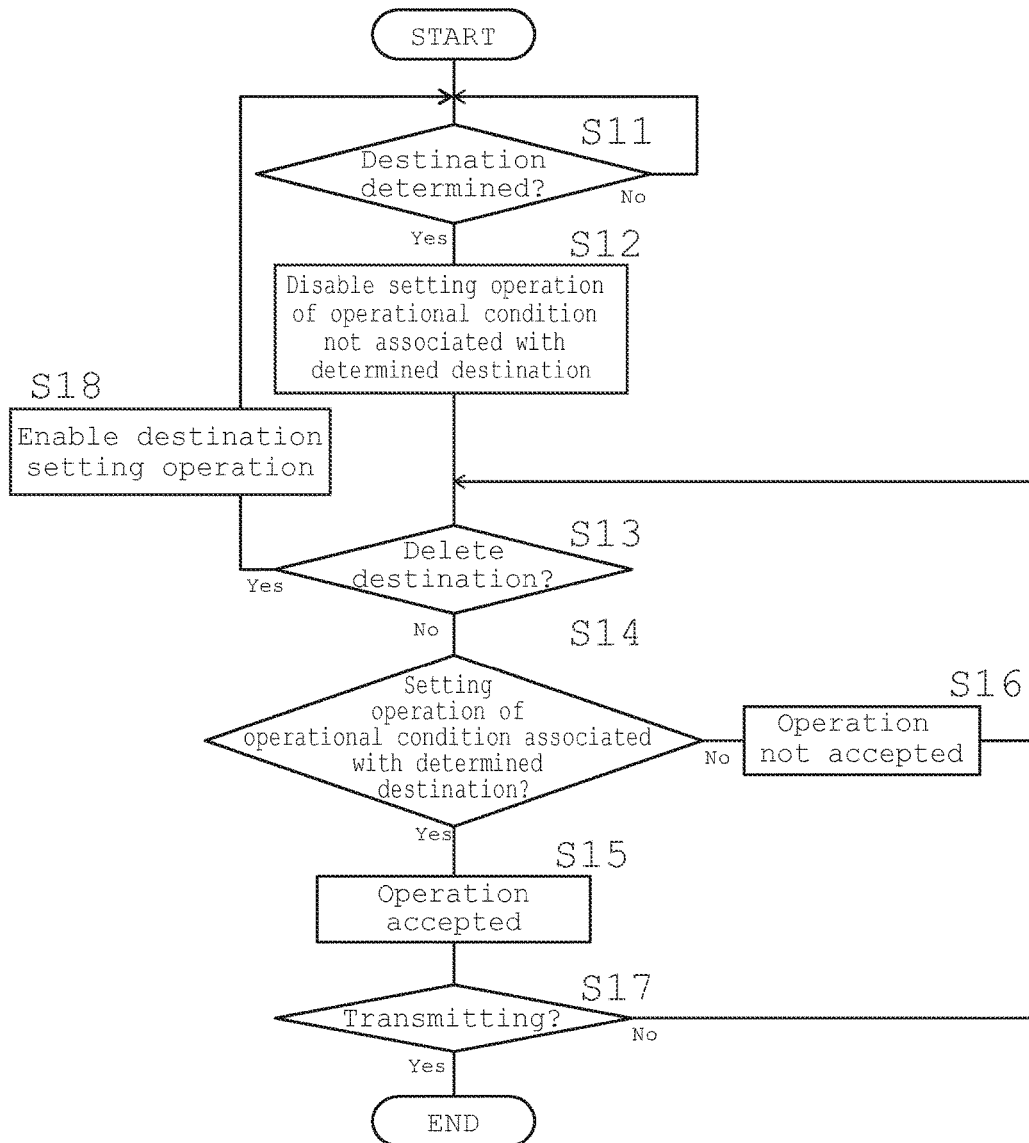 START
S11
Destination
determined?
No
Yes
S12
Disable setting operation
of operational condition
not associated with
determined destination
S18
Enable destination
setting operation
S13
Delete
destination?
Yes
No
S14
Setting
operation of
operational condition associated
with determined
destination?
No
S16
Operation
not accepted
Yes
S15
Operation
accepted
S17
Transmitting?
No
Yes
END